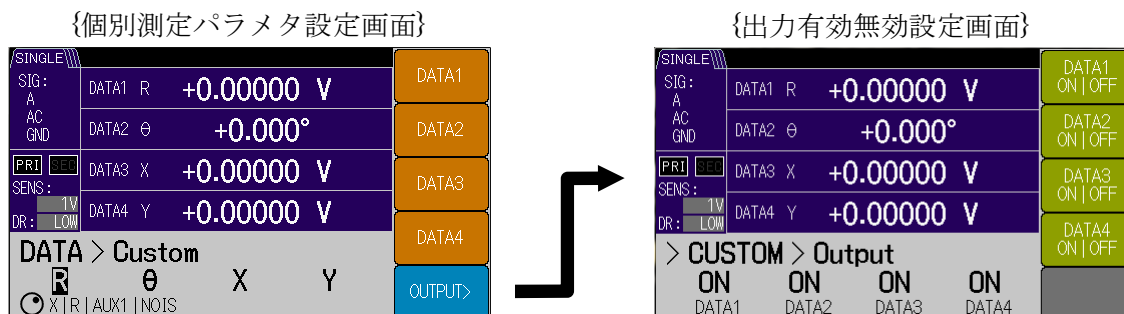 {個別測定パラメタ設定画面}
SINGLE
SIG:
A
AC
GND
PRI SEC
SENS:
1V
DR: LOW
DATA1 R +0.00000 V
DATA2 θ +0.000°
DATA3 X +0.00000 V
DATA4 Y +0.00000 V
DATA > Custom
R θ X Y
X|R|AUX1|NOIS
DATA1
DATA2
DATA3
DATA4
OUTPUT>
{出力有効無効設定画面}
SINGLE
SIG:
A
AC
GND
PRI SEC
SENS:
1V
DR: LOW
DATA1 R +0.00000 V
DATA2 θ +0.000°
DATA3 X +0.00000 V
DATA4 Y +0.00000 V
> CUSTOM > Output
ON ON ON ON
DATA1 DATA2 DATA3 DATA4
DATA1
ON|OFF
DATA2
ON|OFF
DATA3
ON|OFF
DATA4
ON|OFF